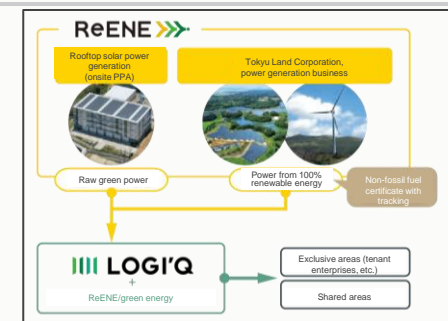 ReENE
Rooftop solar power
generation
(onsite PPA)
Tokyu Land Corporation,
power generation business
Raw green power
Power from 100%
renewable energy
Non-fossil fuel
certificate with
tracking
LOGI'Q
+
ReENE/green energy
Exclusive areas (tenant
enterprises, etc.)
Shared areas